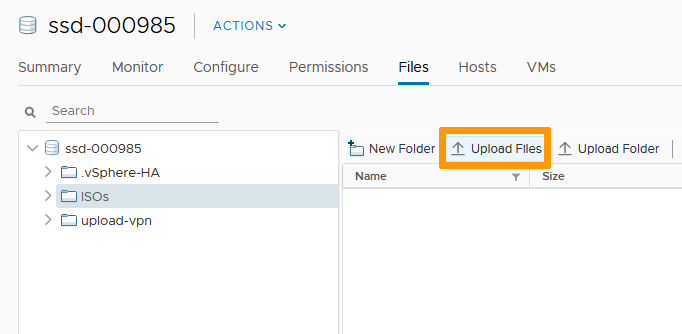 ssd-000985 ACTIONS
Summary Monitor Configure Permissions Files Hosts VMs
Search
ssd-000985
.vSphere-HA
ISOs
upload-vpn
New Folder Upload Files Upload Folder
Name Size